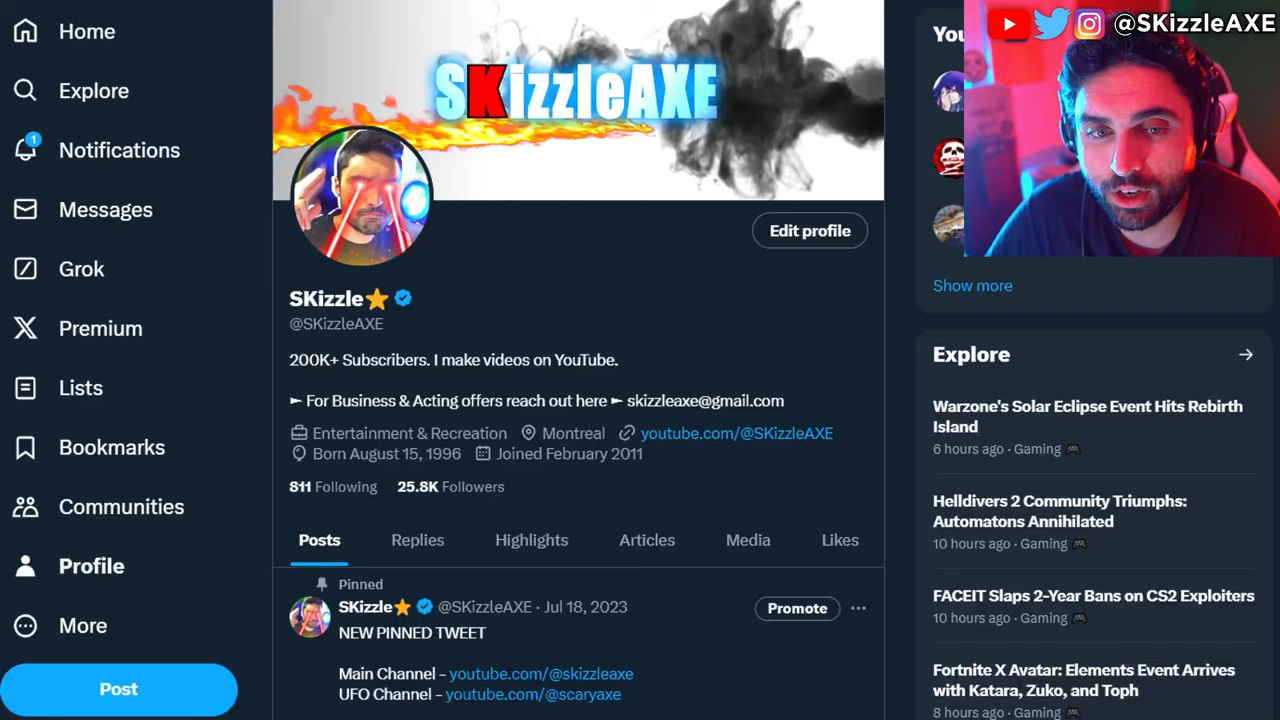 Home
Explore
Notifications
1
Messages
Grok
Premium
Lists
Bookmarks
Communities
Profile
More
Post
SKizzleAXE
Edit profile
SKizzle⭐
@SKizzleAXE
200K+ Subscribers. I make videos on YouTube.
► For Business & Acting offers reach out here ► skizzleaxe@gmail.com
Entertainment & Recreation Montreal youtube.com/@SKizzleAXE
Born August 15, 1996 Joined February 2011
811 Following 25.8K Followers
Posts Replies Highlights Articles Media Likes
Pinned
SKizzle⭐ @SKizzleAXE · Jul 18, 2023
Promote
NEW PINNED TWEET
Main Channel – youtube.com/@skizzleaxe
UFO Channel – youtube.com/@scaryaxe
@SKizzleAXE
Show more
Explore
Warzone's Solar Eclipse Event Hits Rebirth
Island
6 hours ago · Gaming 🎮
Helldivers 2 Community Triumphs:
Automatons Annihilated
10 hours ago · Gaming 🎮
FACEIT Slaps 2-Year Bans on CS2 Exploiters
10 hours ago · Gaming 🎮
Fortnite X Avatar: Elements Event Arrives
with Katara, Zuko, and Toph
8 hours ago · Gaming 🎮